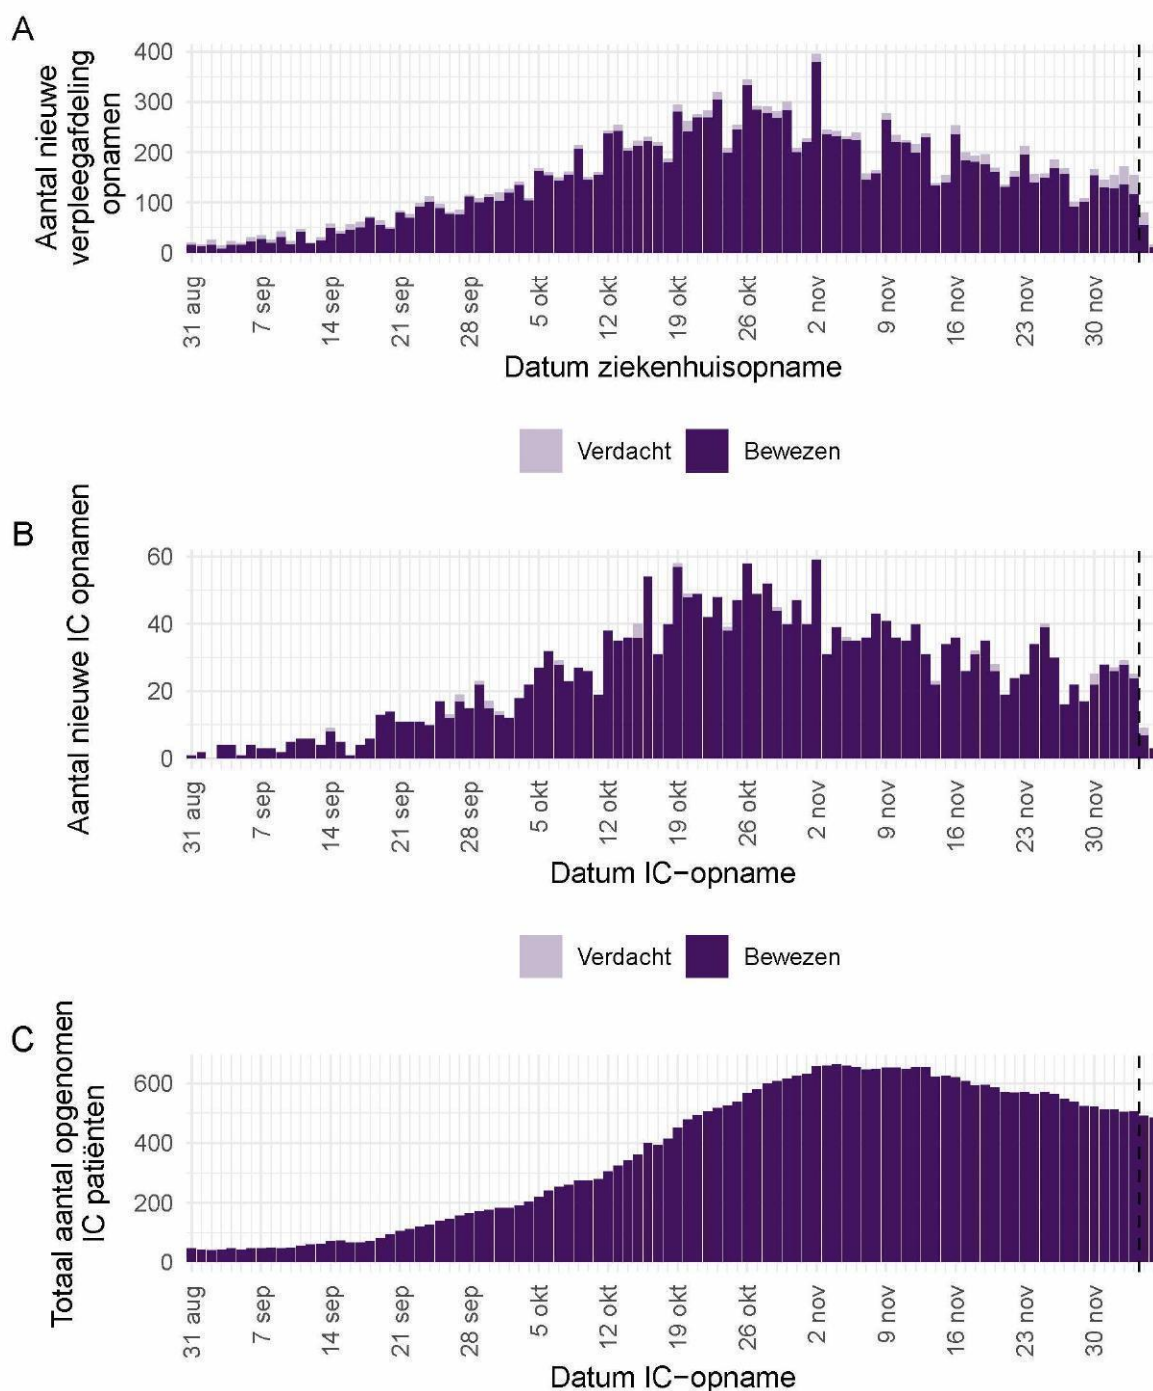 A
Aantal nieuwe
verpleegafdeling
opnamen
400
300
200
100
0
31 aug
7 sep
14 sep
21 sep
28 sep
5 okt
12 okt
19 okt
26 okt
2 nov
9 nov
16 nov
23 nov
30 nov
Datum ziekenhuisopname
Verdacht
Bewezen
B
Aantal nieuwe IC opnamen
60
40
20
0
31 aug
7 sep
14 sep
21 sep
28 sep
5 okt
12 okt
19 okt
26 okt
2 nov
9 nov
16 nov
23 nov
30 nov
Datum IC−opname
Verdacht
Bewezen
C
Totaal aantal opgenomen
IC patiënten
600
400
200
0
31 aug
7 sep
14 sep
21 sep
28 sep
5 okt
12 okt
19 okt
26 okt
2 nov
9 nov
16 nov
23 nov
30 nov
Datum IC−opname